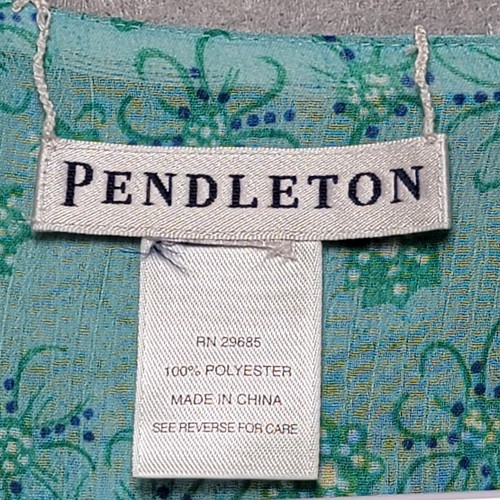 PENDLETON
RN 29685
100% POLYESTER
MADE IN CHINA
SEE REVERSE FOR CARE